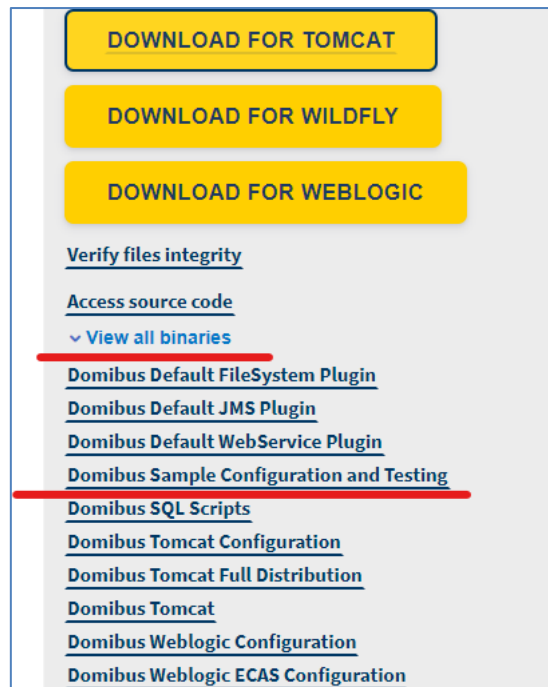 DOWNLOAD FOR TOMCAT
DOWNLOAD FOR WILDFLY
DOWNLOAD FOR WEBLOGIC
Verify files integrity
Access source code
View all binaries
Domibus Default FileSystem Plugin
Domibus Default JMS Plugin
Domibus Default WebService Plugin
Domibus Sample Configuration and Testing
Domibus SQL Scripts
Domibus Tomcat Configuration
Domibus Tomcat Full Distribution
Domibus Tomcat
Domibus Weblogic Configuration
Domibus Weblogic ECAS Configuration